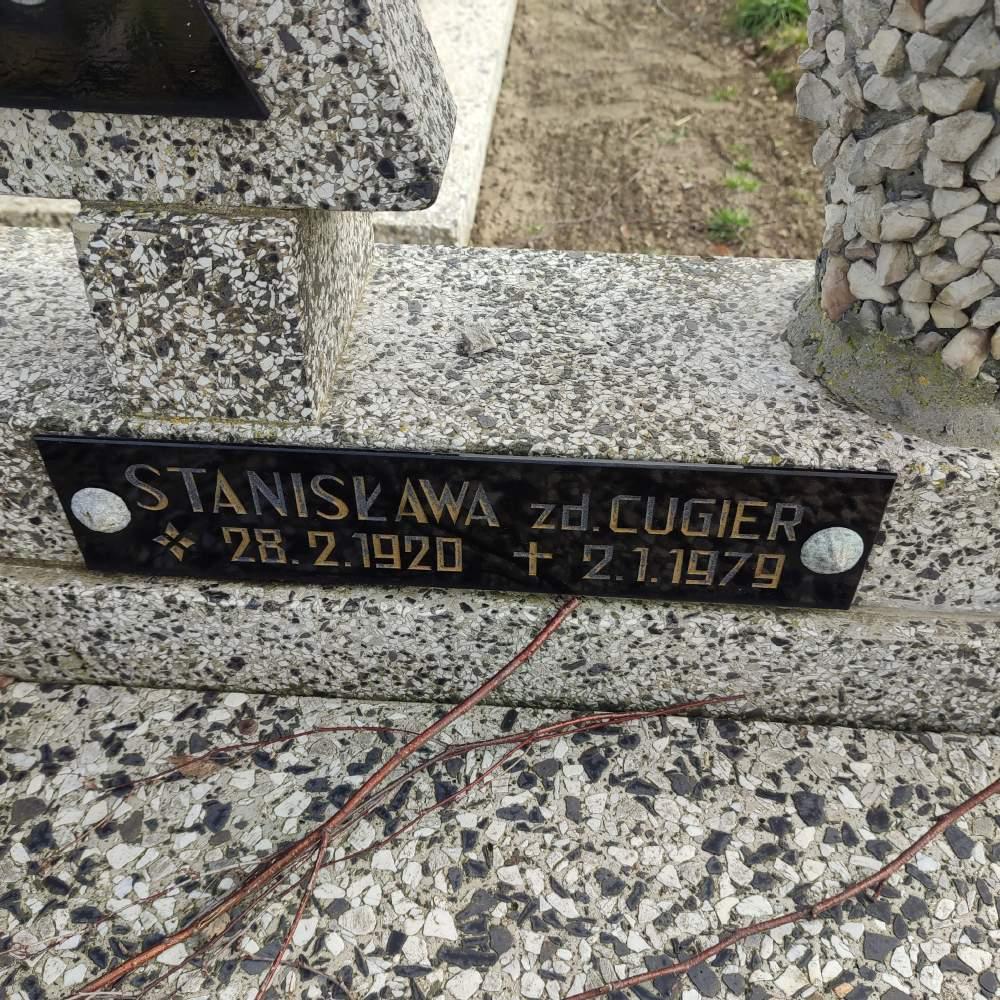 STANISŁAWA zd. CUGIER
28.2.1920 ✝ 2.1.1979